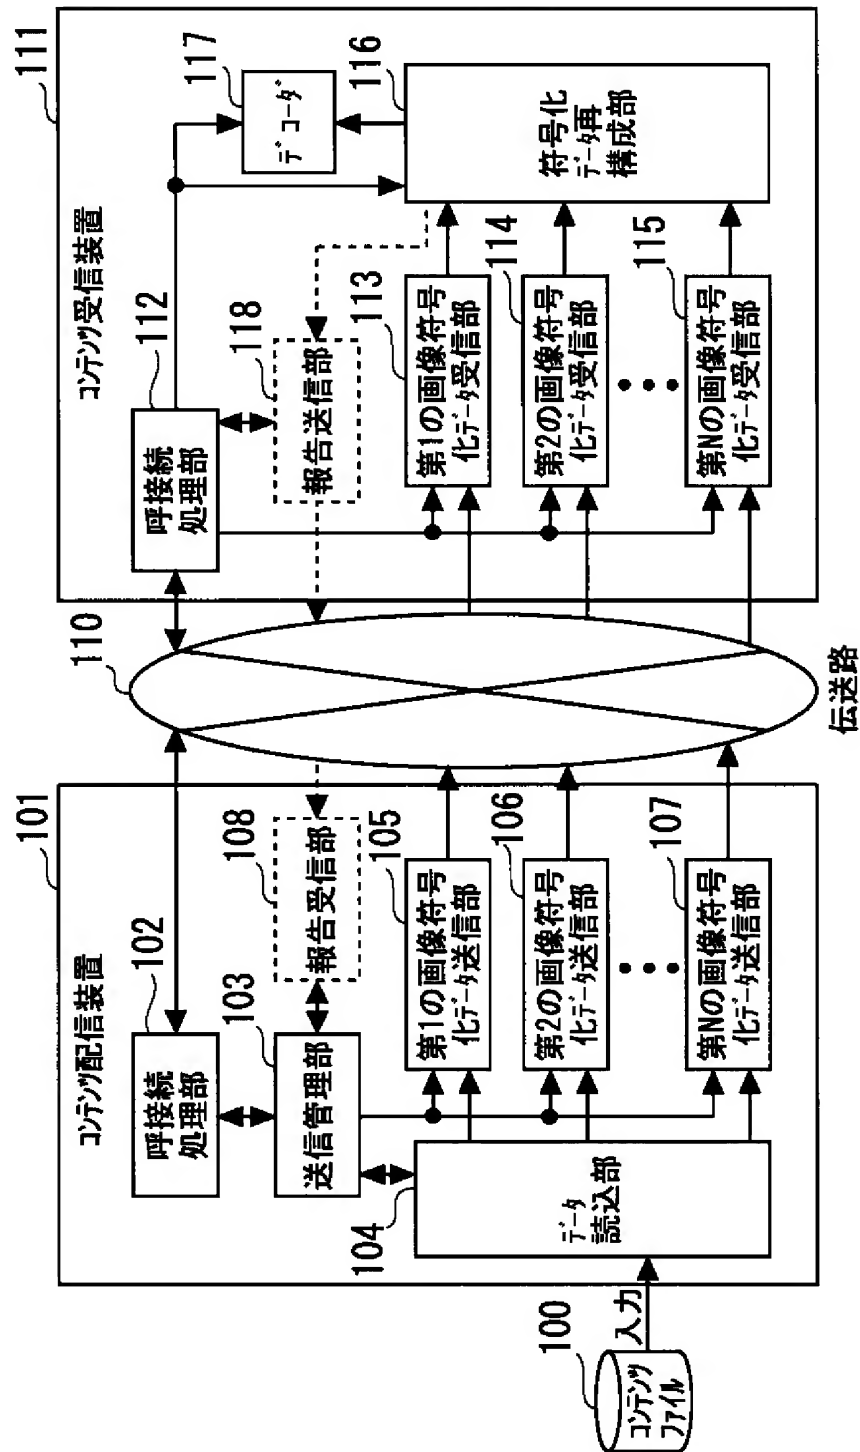 100
コンテンツ
ファイル
入力
101
コンテンツ配信装置
102
呼接続
処理部
103
送信管理部
104
データ
読込部
108
報告受信部
105
第1の画像符号
化データ送信部
106
第2の画像符号
化データ送信部
107
第Nの画像符号
化データ送信部
110
伝送路
111
コンテンツ受信装置
112
呼接続
処理部
118
報告送信部
113
第1の画像符号
化データ受信部
114
第2の画像符号
化データ受信部
115
第Nの画像符号
化データ受信部
116
符号化
データ再
構成部
117
デコーダ